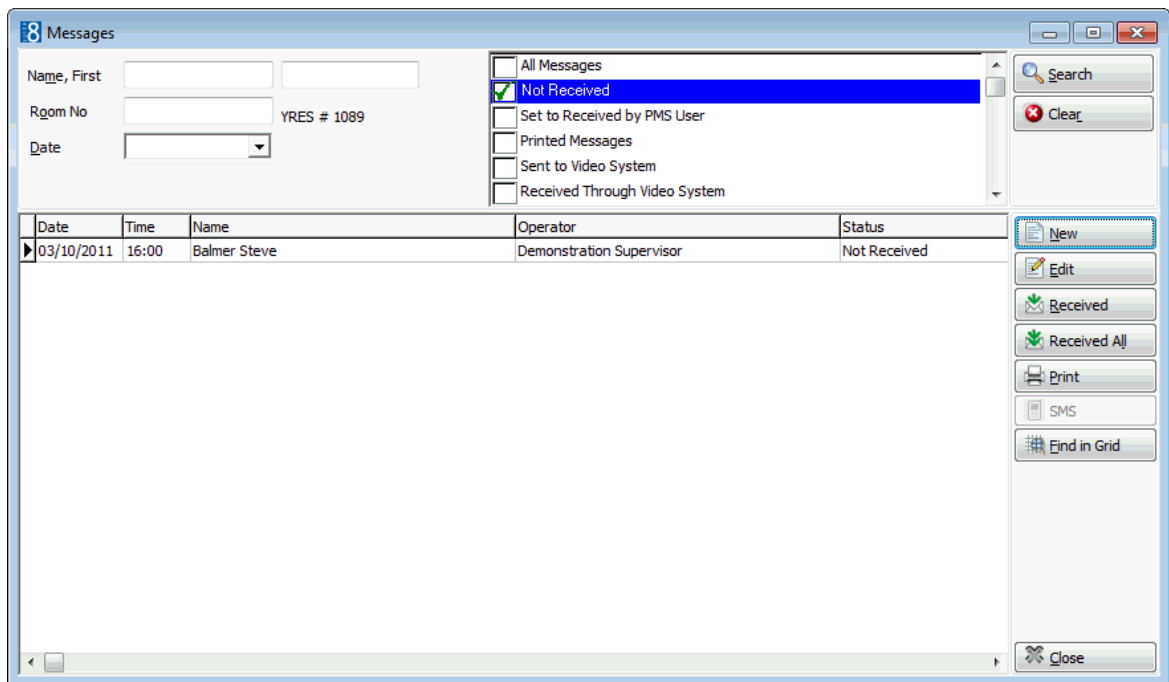 8 Messages
Name, First
Room No
YRES # 1089
Date
All Messages
Not Received
Set to Received by PMS User
Printed Messages
Sent to Video System
Received Through Video System
Search
Clear
Date Time Name Operator Status
03/10/2011 16:00 Balmer Steve Demonstration Supervisor Not Received
New
Edit
Received
Received All
Print
SMS
Find in Grid
Close